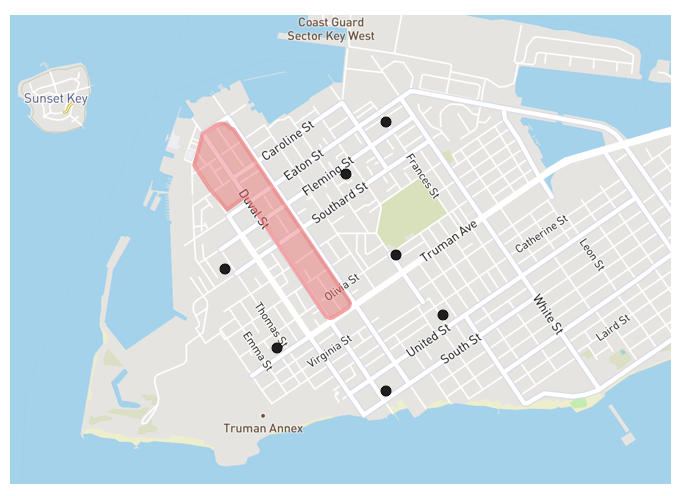 Coast Guard
Sector Key West
Sunset Key
Caroline St
Eaton St
Fleming St
Frances St
Southard St
Duval St
Truman Ave
Catherine St
Leon St
Olivia St
Thomas St
Emma St
Virginia St
United St
South St
White St
Laird St
Truman Annex